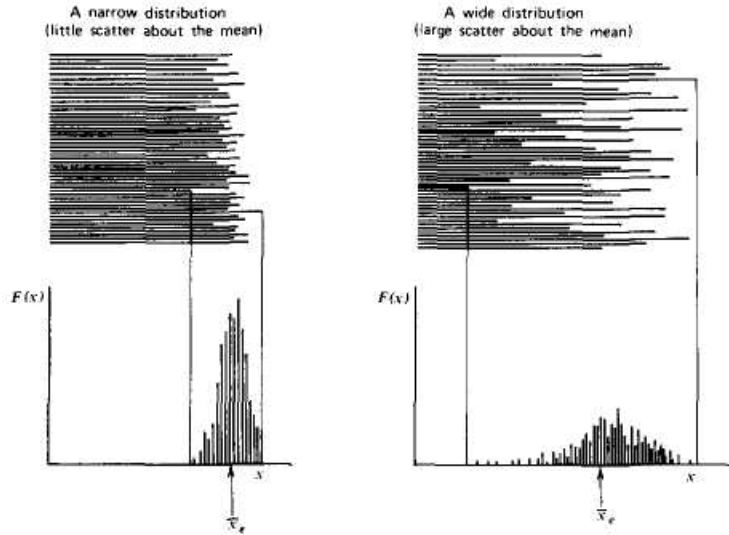 A narrow distribution
(little scatter about the mean)
A wide distribution
(large scatter about the mean)
F(x)
x
x̄ₑ
F(x)
x
x̄ₑ